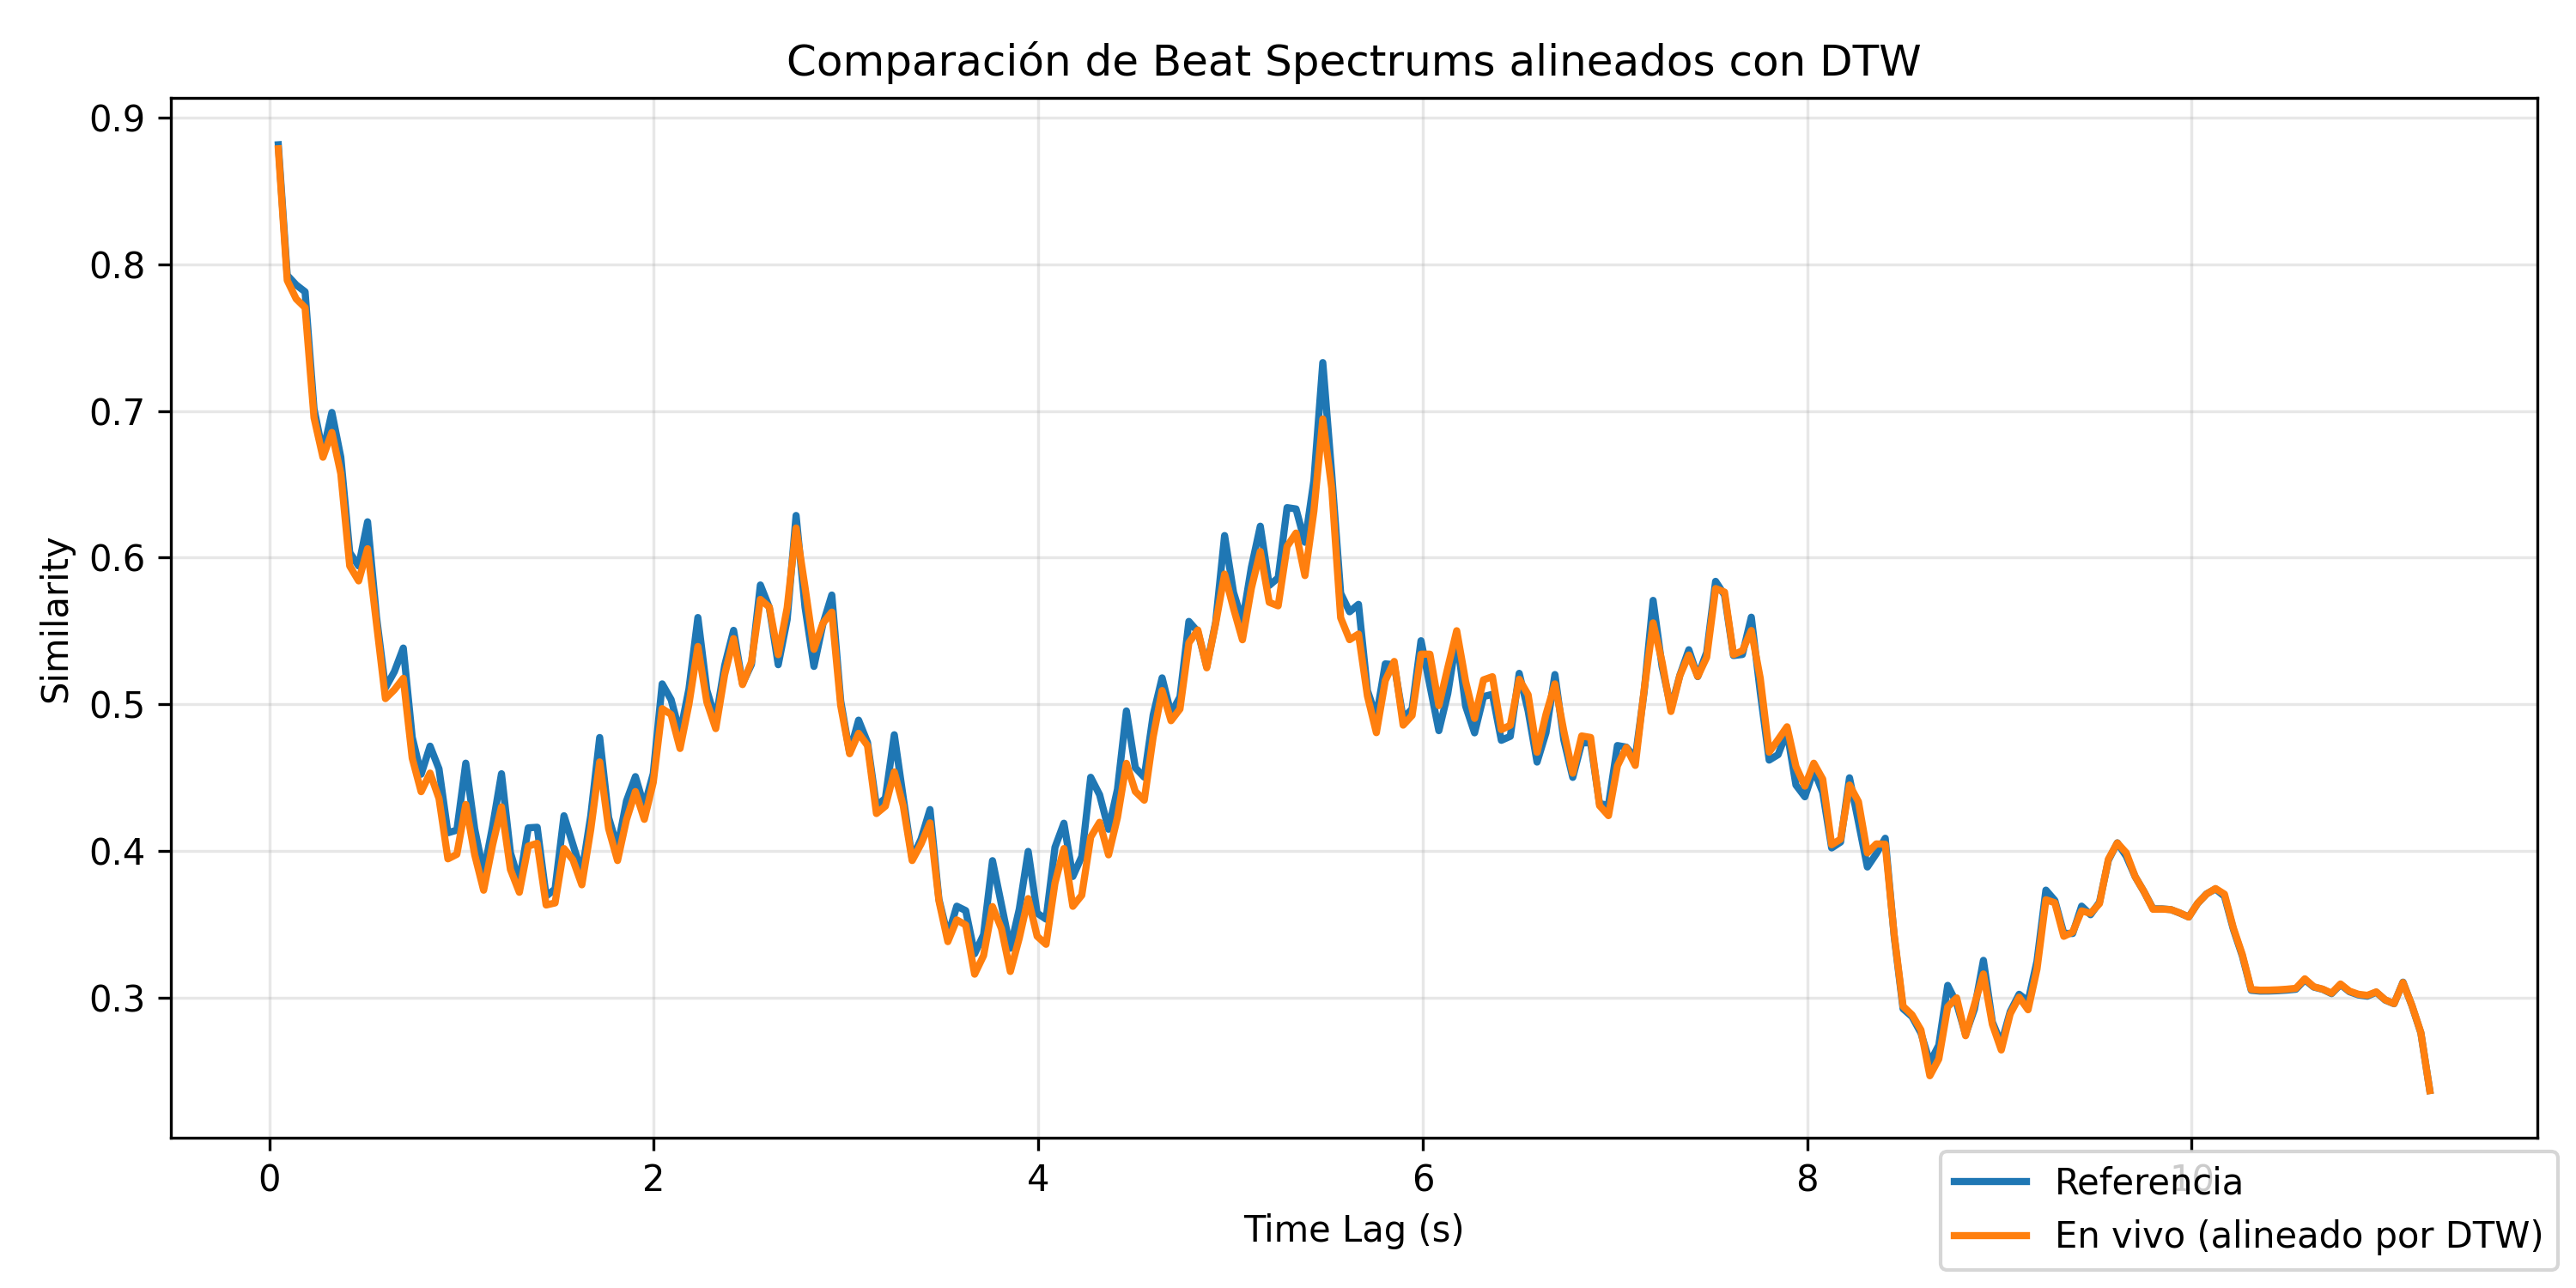 Comparación de Beat Spectrums alineados con DTW
Similarity
0.9
0.8
0.7
0.6
0.5
0.4
0.3
0 2 4 6 8 10
Time Lag (s)
Referencia
En vivo (alineado por DTW)